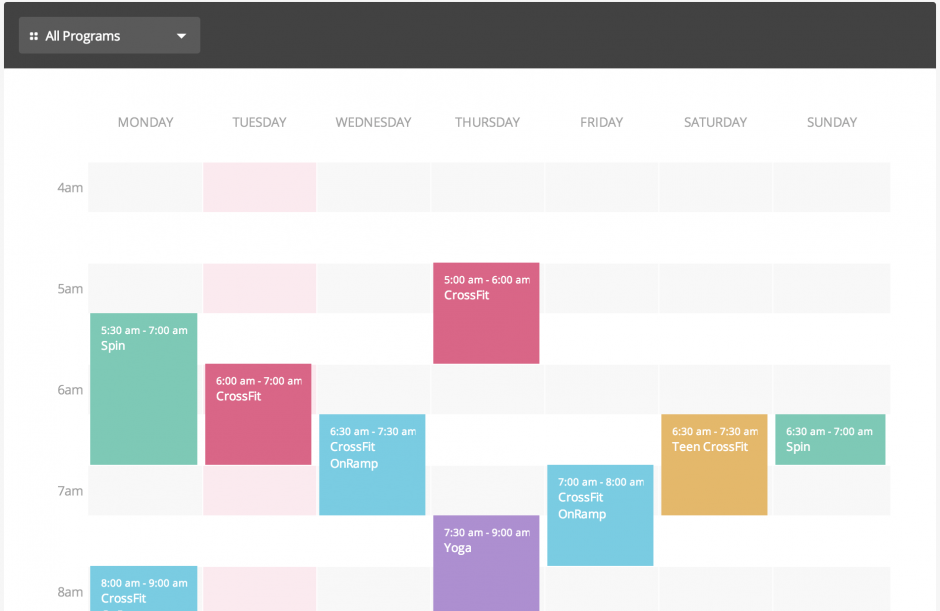 All Programs
MONDAY
TUESDAY
WEDNESDAY
THURSDAY
FRIDAY
SATURDAY
SUNDAY
4am
5am
5:00 am - 6:00 am
CrossFit
5:30 am - 7:00 am
Spin
6am
6:00 am - 7:00 am
CrossFit
6:30 am - 7:30 am
CrossFit
OnRamp
6:30 am - 7:30 am
Teen CrossFit
6:30 am - 7:00 am
Spin
7am
7:00 am - 8:00 am
CrossFit
OnRamp
7:30 am - 9:00 am
Yoga
8am
8:00 am - 9:00 am
CrossFit